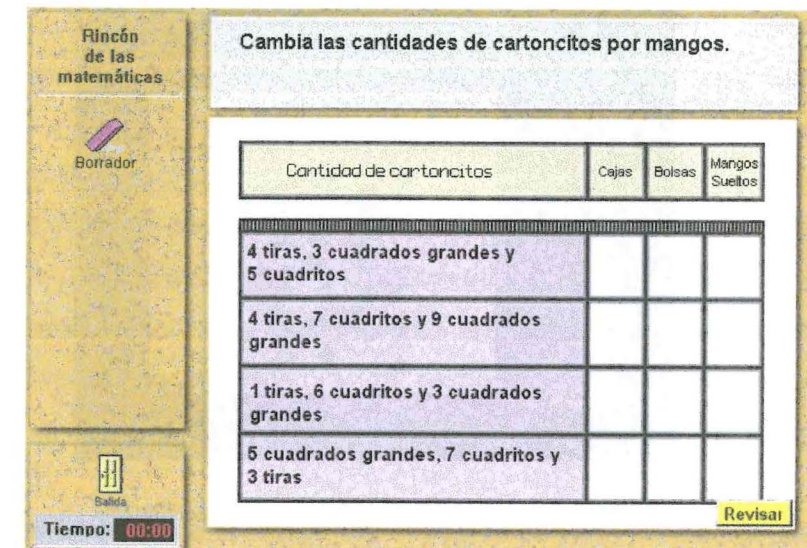 Rincón
de las
matemáticas
Borrador
Salida
Tiempo: 00:00
Cambia las cantidades de cartoncitos por mangos.
Cantidad de cartoncitos
Cajas
Bolsas
Mangos
Sueltos
4 tiras, 3 cuadrados grandes y
5 cuadritos
4 tiras, 7 cuadritos y 9 cuadrados
grandes
1 tiras, 6 cuadritos y 3 cuadrados
grandes
5 cuadrados grandes, 7 cuadritos y
3 tiras
Revisar